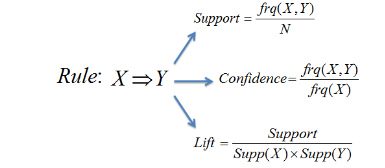 Support = frq(X,Y) / N
Rule: X ⇒ Y
Confidence = frq(X,Y) / frq(X)
Lift = Support / Supp(X) × Supp(Y)